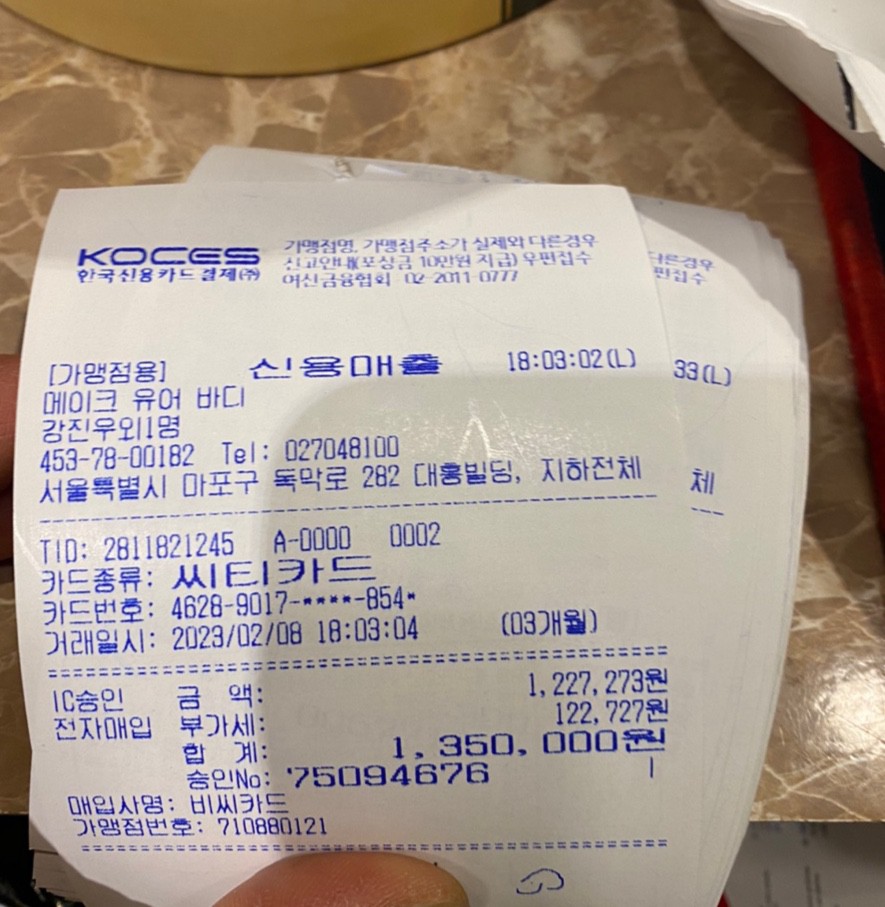 KOCES
한국신용카드결제(주)
가맹점명, 가맹점주소가 실제와 다른경우
신고안내(포상금 10만원 지급) 우편접수
여신금융협회 02-2011-0777
다른경우
편접수
[가맹점용] 신용매출 18:03:02(L)
33(L)
메이크 유어 바디
강진우외1명
453-78-00182 Tel: 027048100
서울특별시 마포구 독막로 282 대흥빌딩, 지하전체
체
TID: 2811821245 A-0000 0002
카드종류: 씨티카드
카드번호: 4628-9017-****-854*
거래일시: 2023/02/08 18:03:04 (03개월)
IC승인 금 액: 1,227,273원
전자매입 부가세: 122,727원
합 계: 1,350,000원
승인No: 75094676
매입사명: 비씨카드
가맹점번호: 710880121